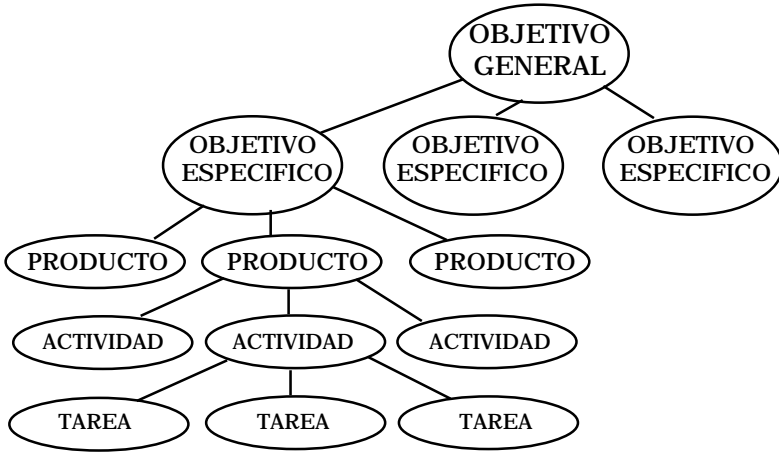 OBJETIVO
GENERAL
OBJETIVO
ESPECIFICO
OBJETIVO
ESPECIFICO
OBJETIVO
ESPECIFICO
PRODUCTO
PRODUCTO
PRODUCTO
ACTIVIDAD
ACTIVIDAD
ACTIVIDAD
TAREA
TAREA
TAREA